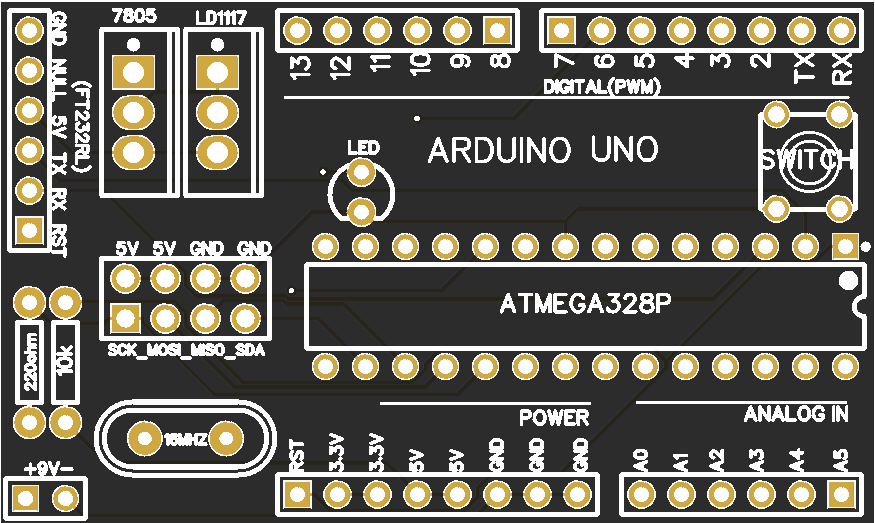 GND NULL 5V TX RX RST
(FT232RL)
7805
LD1117
13 12 11 10 9 8
7 6 5 4 3 2 TX RX
DIGITAL(PWM)
LED
ARDUINO UNO
SWITCH
5V 5V GND GND
SCK_MOSI_MISO_SDA
ATMEGA328P
220ohm
10k
16MHZ
+9V-
POWER
RST 3.3V 3.3V 5V 5V GND GND GND
ANALOG IN
A0 A1 A2 A3 A4 A5